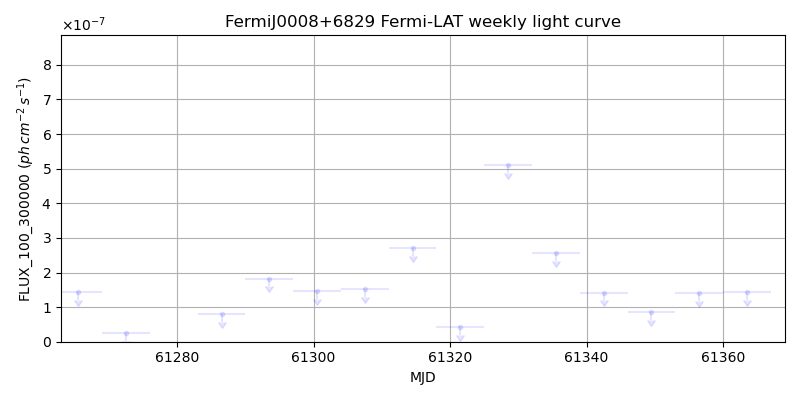 FermiJ0008+6829 Fermi-LAT weekly light curve
×10⁻⁷
FLUX_100_300000 (ph cm⁻² s⁻¹)
8
7
6
5
4
3
2
1
0
61280 61300 61320 61340 61360
MJD